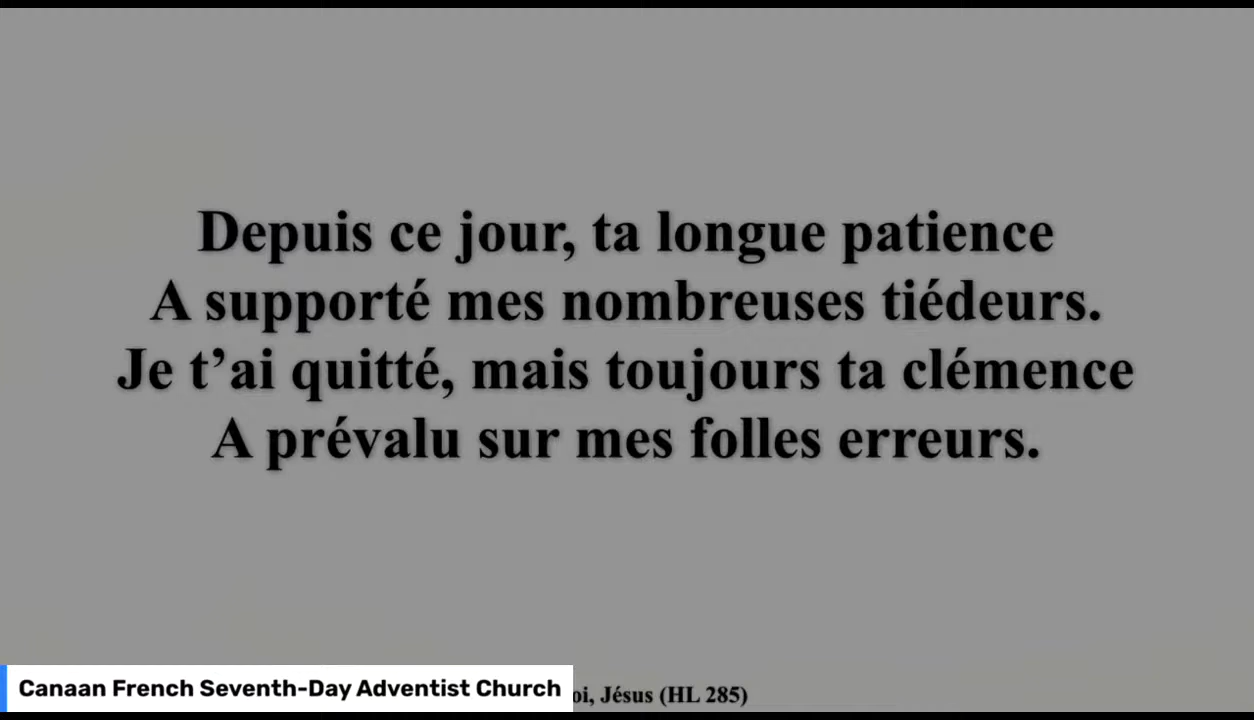 Depuis ce jour, ta longue patience
A supporté mes nombreuses tiédeurs.
Je t’ai quitté, mais toujours ta clémence
A prévalu sur mes folles erreurs.
Canaan French Seventh-Day Adventist Church
oi, Jésus (HL 285)